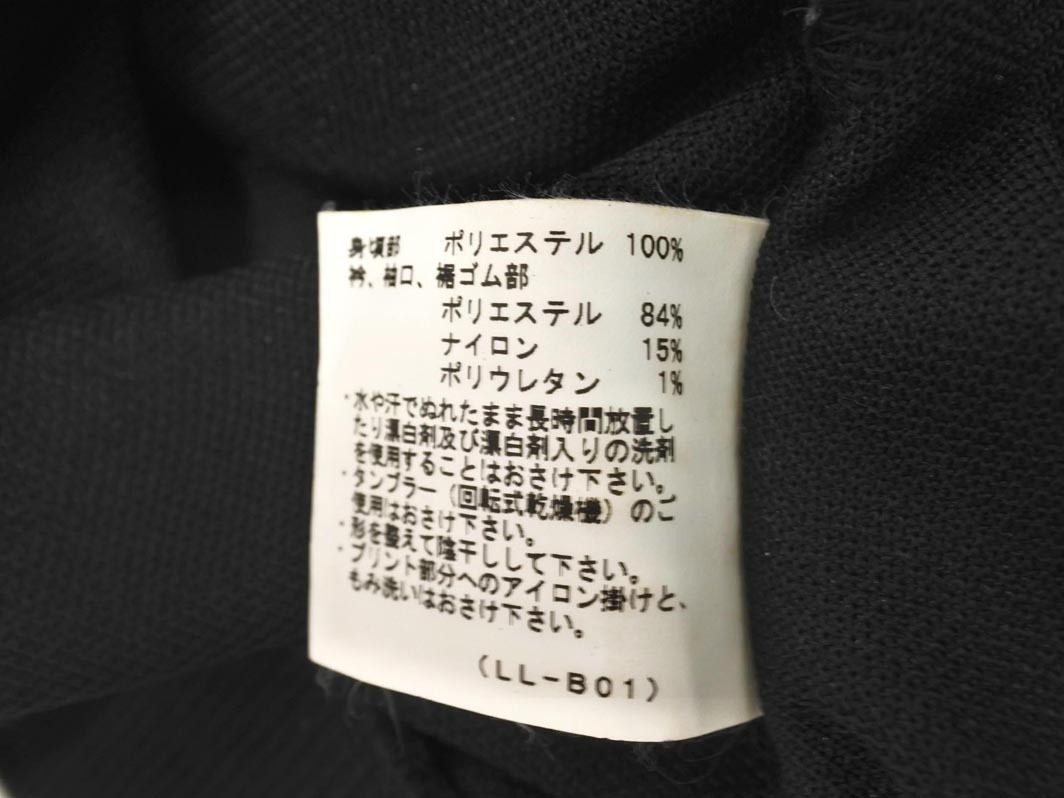 身頃部　ポリエステル 100%
衿、袖口、裾ゴム部
ポリエステル 84%
ナイロン 15%
ポリウレタン 1%
・水や汗でぬれたまま長時間放置し
たり漂白剤及び漂白剤入りの洗剤
を使用することはおさけ下さい。
・タンブラー（回転式乾燥機）のご
使用はおさけ下さい。
・形を整えて陰干しして下さい。
・プリント部分へのアイロン掛けと、
もみ洗いはおさけ下さい。
(LL-B01)